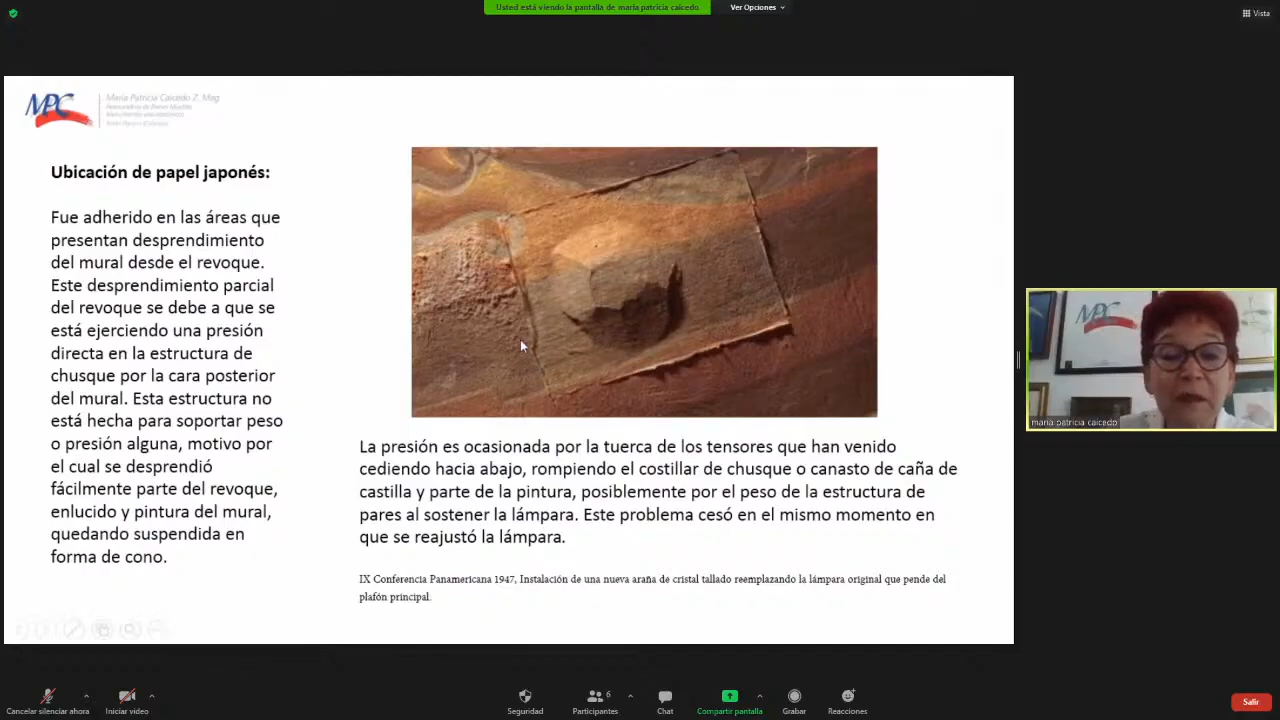 Usted está viendo la pantalla de maria patricia caicedo
Ver Opciones
Vista
MPC
María Patricia Caicedo Z. Mag
Ubicación de papel japonés:
Fue adherido en las áreas que
presentan desprendimiento
del mural desde el revoque.
Este desprendimiento parcial
del revoque se debe a que se
está ejerciendo una presión
directa en la estructura de
chusque por la cara posterior
del mural. Esta estructura no
está hecha para soportar peso
o presión alguna, motivo por
el cual se desprendió
fácilmente parte del revoque,
enlucido y pintura del mural,
quedando suspendida en
forma de cono.
La presión es ocasionada por la tuerca de los tensores que han venido
cediendo hacia abajo, rompiendo el costillar de chusque o canasto de caña de
castilla y parte de la pintura, posiblemente por el peso de la estructura de
pares al sostener la lámpara. Este problema cesó en el mismo momento en
que se reajustó la lámpara.
IX Conferencia Panamericana 1947, Instalación de una nueva araña de cristal tallado reemplazando la lámpara original que pende del
plafón principal.
MPC
maria patricia caicedo
Cancelar silenciar ahora
Iniciar video
Seguridad
6
Participantes
Chat
Compartir pantalla
Grabar
Reacciones
Salir